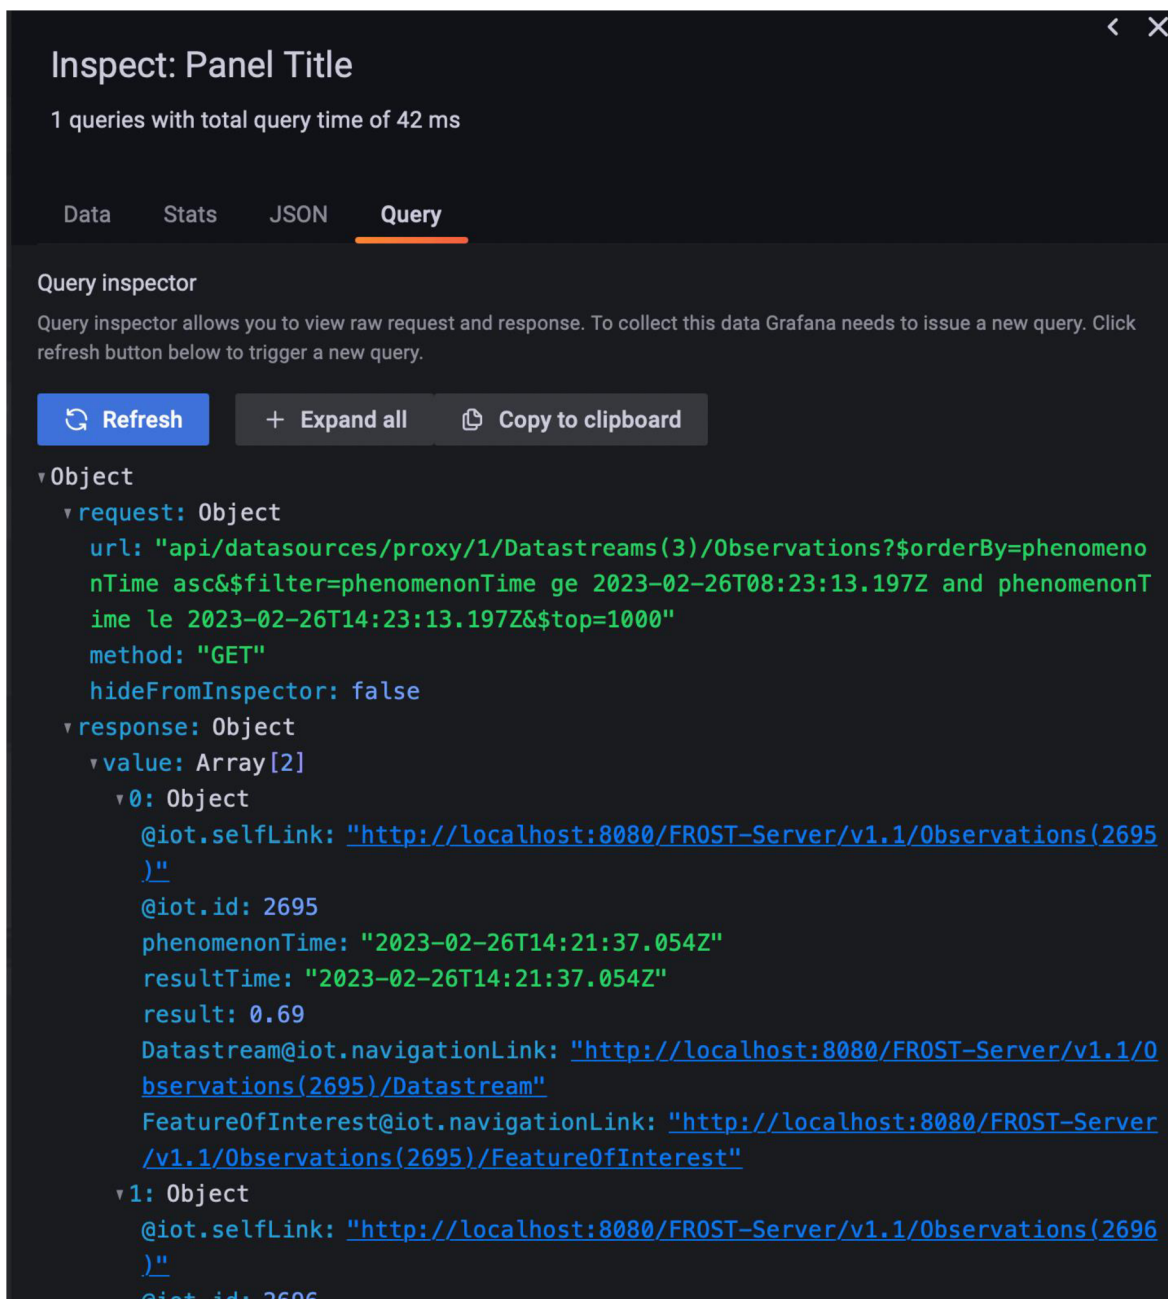 Inspect: Panel Title
1 queries with total query time of 42 ms
Data Stats JSON Query
Query inspector
Query inspector allows you to view raw request and response. To collect this data Grafana needs to issue a new query. Click
refresh button below to trigger a new query.
Refresh + Expand all Copy to clipboard
Object
request: Object
url: "api/datasources/proxy/1/Datastreams(3)/Observations?$orderBy=phenomeno
nTime asc&$filter=phenomenonTime ge 2023-02-26T08:23:13.197Z and phenomenonT
ime le 2023-02-26T14:23:13.197Z&$top=1000"
method: "GET"
hideFromInspector: false
response: Object
value: Array[2]
0: Object
@iot.selfLink: "http://localhost:8080/FROST-Server/v1.1/Observations(2695
)"
@iot.id: 2695
phenomenonTime: "2023-02-26T14:21:37.054Z"
resultTime: "2023-02-26T14:21:37.054Z"
result: 0.69
Datastream@iot.navigationLink: "http://localhost:8080/FROST-Server/v1.1/O
bservations(2695)/Datastream"
FeatureOfInterest@iot.navigationLink: "http://localhost:8080/FROST-Server
/v1.1/Observations(2695)/FeatureOfInterest"
1: Object
@iot.selfLink: "http://localhost:8080/FROST-Server/v1.1/Observations(2696
)"
@iot.id: 2696